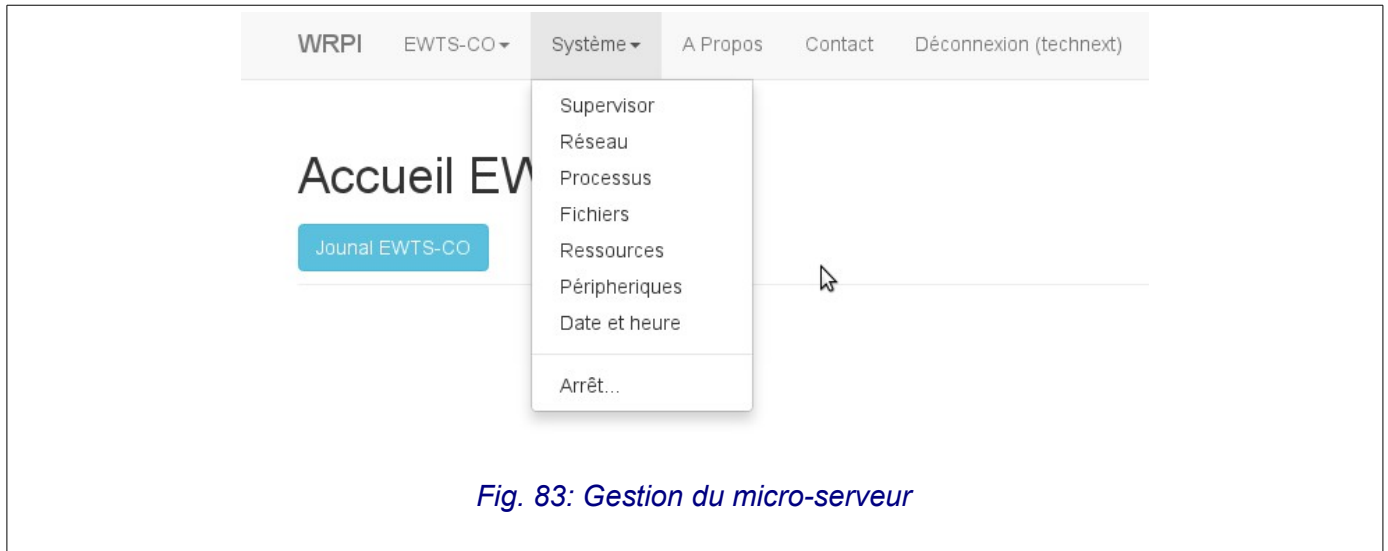 WRPI EWTS-CO Système A Propos Contact Déconnexion (technext)
Supervisor
Réseau
Accueil EW
Processus
Fichiers
Jounal EWTS-CO
Ressources
Péripheriques
Date et heure
Arrêt...
Fig. 83: Gestion du micro-serveur